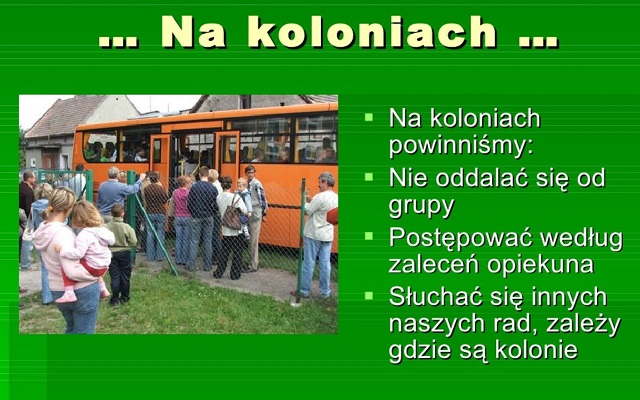 ... Na koloniach ...
Na koloniach
powinniśmy:
Nie oddalać się od
grupy
Postępować według
zaleceń opiekuna
Słuchać się innych
naszych rad, zależy
gdzie są kolonie